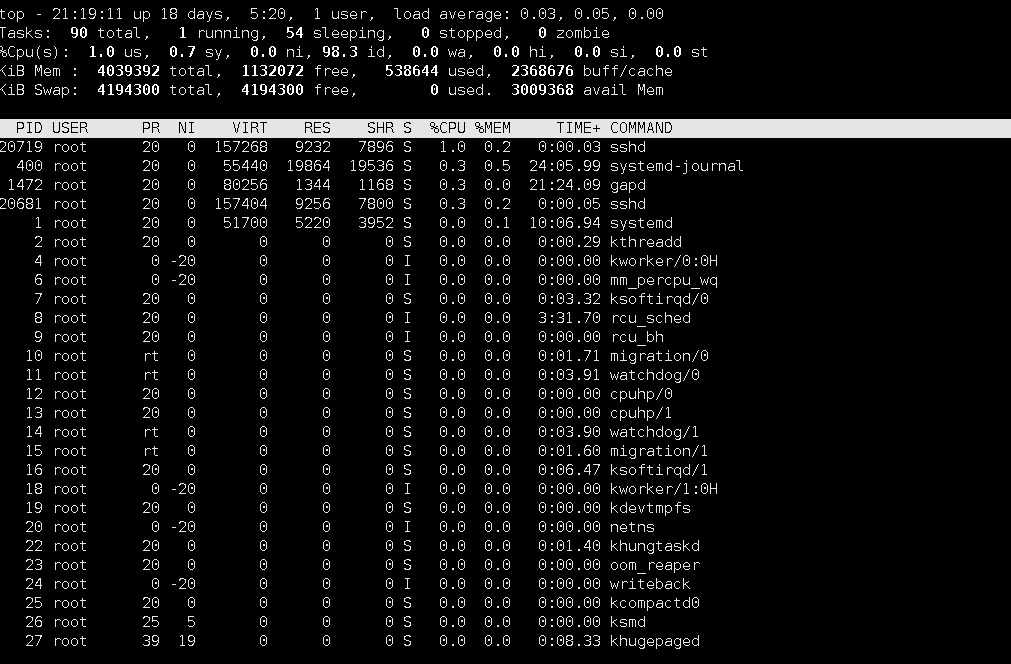 top - 21:19:11 up 18 days,  5:20,  1 user,  load average: 0.03, 0.05, 0.00
Tasks:  90 total,   1 running,  54 sleeping,   0 stopped,   0 zombie
%Cpu(s):  1.0 us,  0.7 sy,  0.0 ni, 98.3 id,  0.0 wa,  0.0 hi,  0.0 si,  0.0 st
KiB Mem :  4039392 total,  1132072 free,   538644 used,  2368676 buff/cache
KiB Swap:  4194300 total,  4194300 free,        0 used.  3009368 avail Mem
PID USER      PR  NI    VIRT    RES    SHR S  %CPU %MEM     TIME+ COMMAND
20719 root      20   0  157268   9232   7896 S   1.0  0.2   0:00.03 sshd
400 root      20   0   55440  19864  19536 S   0.3  0.5  24:05.99 systemd-journal
1472 root      20   0   80256   1344   1168 S   0.3  0.0  21:24.09 gapd
20681 root      20   0  157404   9256   7800 S   0.3  0.2   0:00.05 sshd
1 root      20   0   51700   5220   3952 S   0.0  0.1  10:06.94 systemd
2 root      20   0       0      0      0 S   0.0  0.0   0:00.29 kthreadd
4 root       0 -20       0      0      0 I   0.0  0.0   0:00.00 kworker/0:0H
6 root       0 -20       0      0      0 I   0.0  0.0   0:00.00 mm_percpu_wq
7 root      20   0       0      0      0 S   0.0  0.0   0:03.32 ksoftirqd/0
8 root      20   0       0      0      0 I   0.0  0.0   3:31.70 rcu_sched
9 root      20   0       0      0      0 I   0.0  0.0   0:00.00 rcu_bh
10 root      rt   0       0      0      0 S   0.0  0.0   0:01.71 migration/0
11 root      rt   0       0      0      0 S   0.0  0.0   0:03.91 watchdog/0
12 root      20   0       0      0      0 S   0.0  0.0   0:00.00 cpuhp/0
13 root      20   0       0      0      0 S   0.0  0.0   0:00.00 cpuhp/1
14 root      rt   0       0      0      0 S   0.0  0.0   0:03.90 watchdog/1
15 root      rt   0       0      0      0 S   0.0  0.0   0:01.60 migration/1
16 root      20   0       0      0      0 S   0.0  0.0   0:06.47 ksoftirqd/1
18 root       0 -20       0      0      0 I   0.0  0.0   0:00.00 kworker/1:0H
19 root      20   0       0      0      0 S   0.0  0.0   0:00.00 kdevtmpfs
20 root       0 -20       0      0      0 I   0.0  0.0   0:00.00 netns
22 root      20   0       0      0      0 S   0.0  0.0   0:01.40 khungtaskd
23 root      20   0       0      0      0 S   0.0  0.0   0:00.00 oom_reaper
24 root       0 -20       0      0      0 I   0.0  0.0   0:00.00 writeback
25 root      20   0       0      0      0 S   0.0  0.0   0:00.00 kcompactd0
26 root      25   5       0      0      0 S   0.0  0.0   0:00.00 ksmd
27 root      39  19       0      0      0 S   0.0  0.0   0:08.33 khugepaged